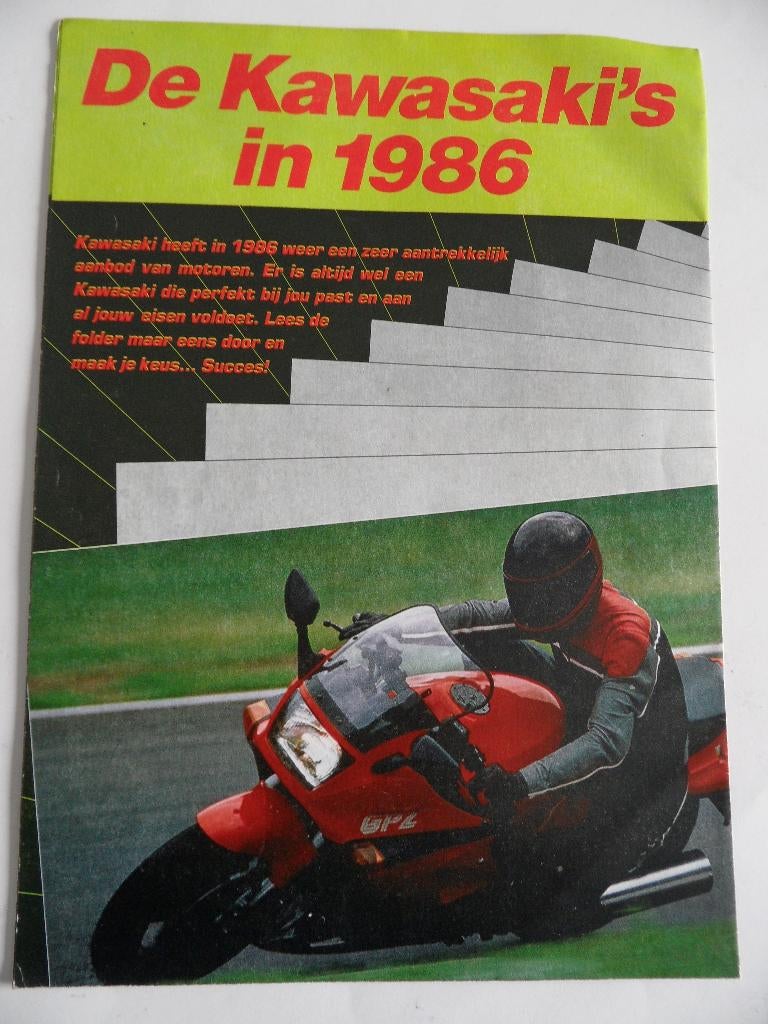 De Kawasaki's
in 1986
Kawasaki heeft in 1986 weer een zeer aantrekkelijk
aanbod van motoren. Er is altijd wel een
Kawasaki die perfekt bij jou past en aan
al jouw eisen voldoet. Lees de
folder maar eens door en
maak je keus... Succes!
GPZ